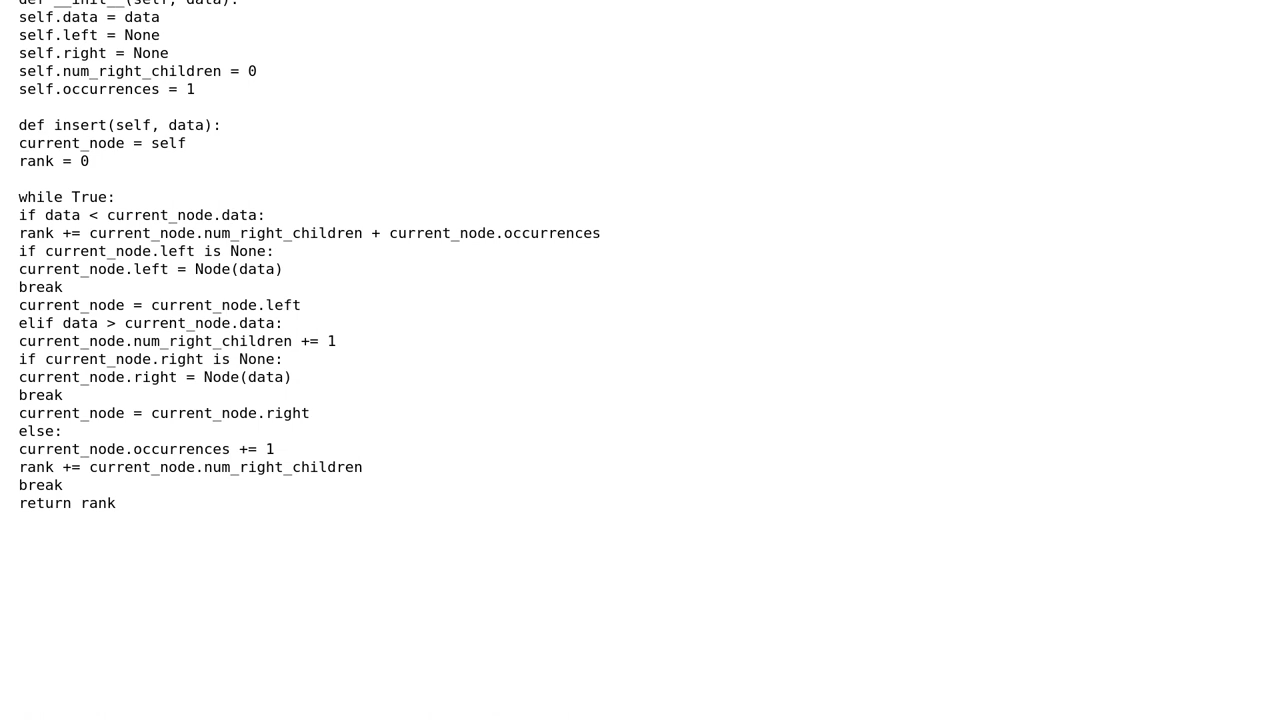 def __init__(self, data):
self.data = data
self.left = None
self.right = None
self.num_right_children = 0
self.occurrences = 1

def insert(self, data):
current_node = self
rank = 0

while True:
if data < current_node.data:
rank += current_node.num_right_children + current_node.occurrences
if current_node.left is None:
current_node.left = Node(data)
break
current_node = current_node.left
elif data > current_node.data:
current_node.num_right_children += 1
if current_node.right is None:
current_node.right = Node(data)
break
current_node = current_node.right
else:
current_node.occurrences += 1
rank += current_node.num_right_children
break
return rank